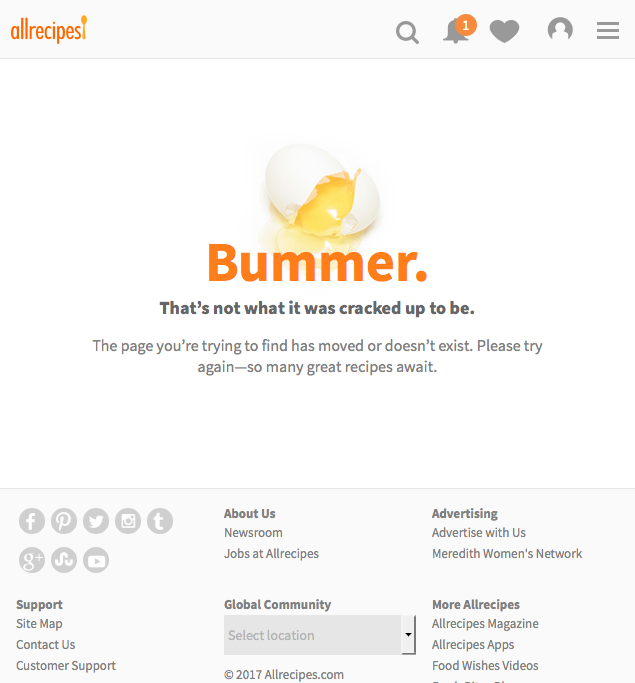 allrecipes
1
Bummer.
That's not what it was cracked up to be.
The page you're trying to find has moved or doesn't exist. Please try
again—so many great recipes await.
About Us
Newsroom
Jobs at Allrecipes
Advertising
Advertise with Us
Meredith Women's Network
Support
Site Map
Contact Us
Customer Support
Global Community
Select location
© 2017 Allrecipes.com
More Allrecipes
Allrecipes Magazine
Allrecipes Apps
Food Wishes Videos